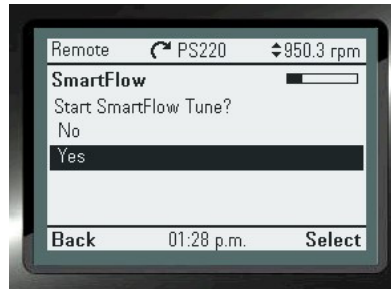 Remote PS220 950.3 rpm
SmartFlow
Start SmartFlow Tune?
No
Yes
Back 01:28 p.m. Select